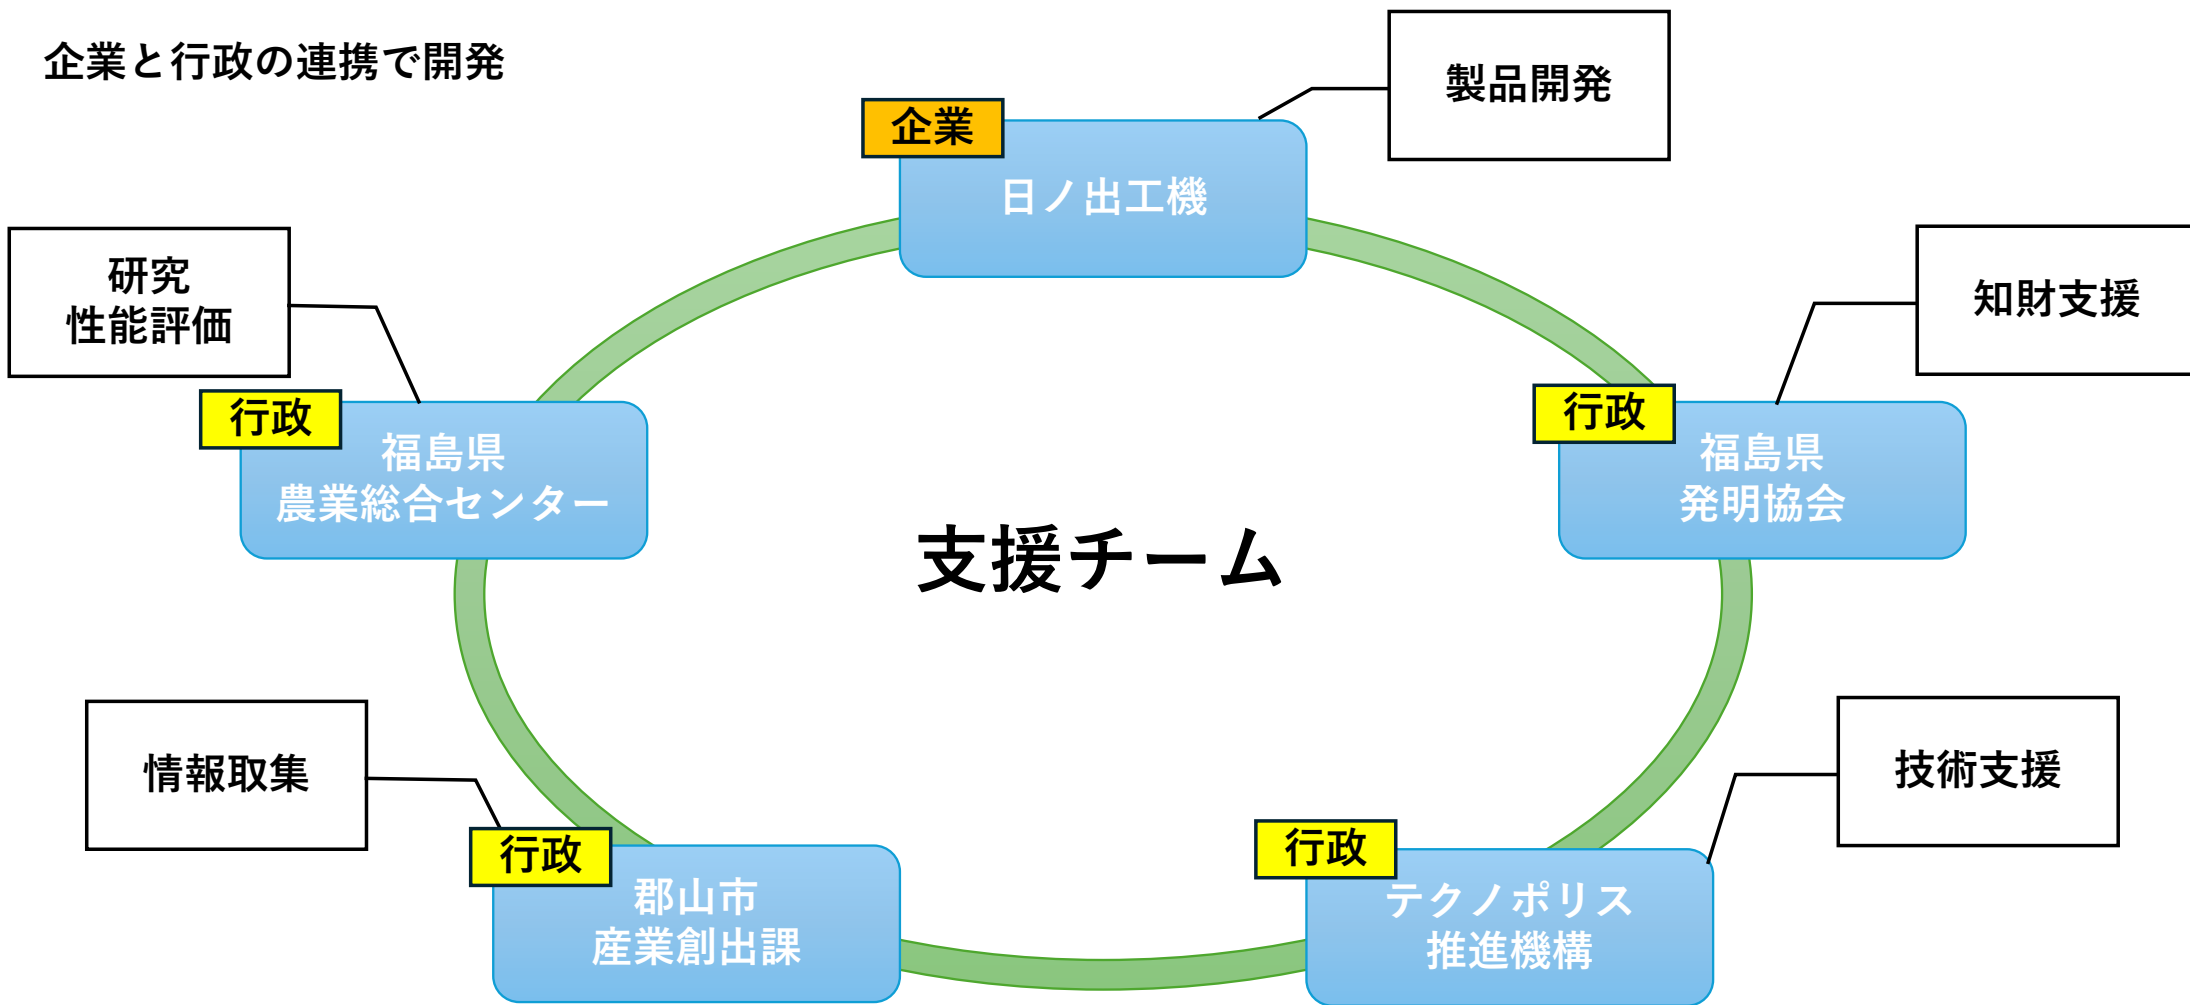 企業と行政の連携で開発
製品開発
企業
日ノ出工機
研究
性能評価
知財支援
行政
福島県
農業総合センター
行政
福島県
発明協会
支援チーム
情報取集
技術支援
行政
郡山市
産業創出課
行政
テクノポリス
推進機構